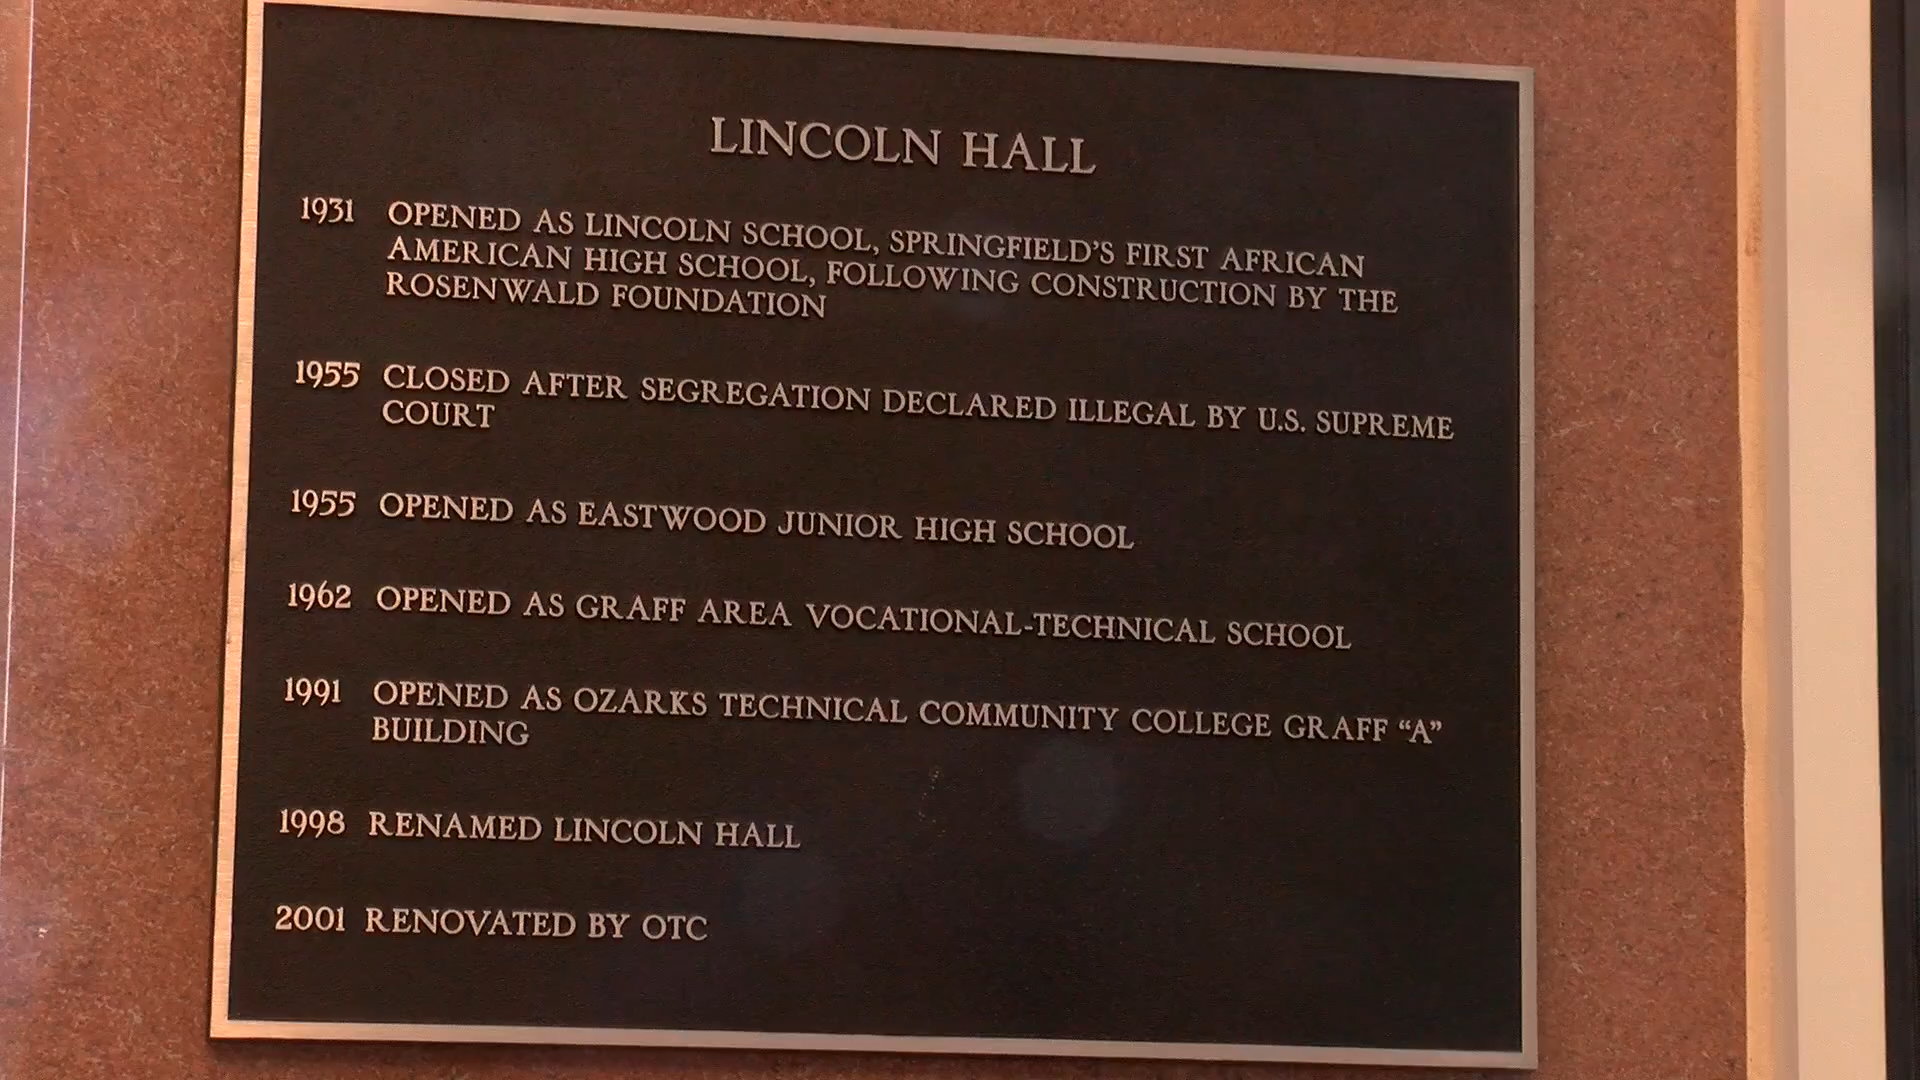 LINCOLN HALL
1931 OPENED AS LINCOLN SCHOOL, SPRINGFIELD'S FIRST AFRICAN
AMERICAN HIGH SCHOOL, FOLLOWING CONSTRUCTION BY THE
ROSENWALD FOUNDATION
1955 CLOSED AFTER SEGREGATION DECLARED ILLEGAL BY U.S. SUPREME
COURT
1955 OPENED AS EASTWOOD JUNIOR HIGH SCHOOL
1962 OPENED AS GRAFF AREA VOCATIONAL-TECHNICAL SCHOOL
1991 OPENED AS OZARKS TECHNICAL COMMUNITY COLLEGE GRAFF “A”
BUILDING
1998 RENAMED LINCOLN HALL
2001 RENOVATED BY OTC